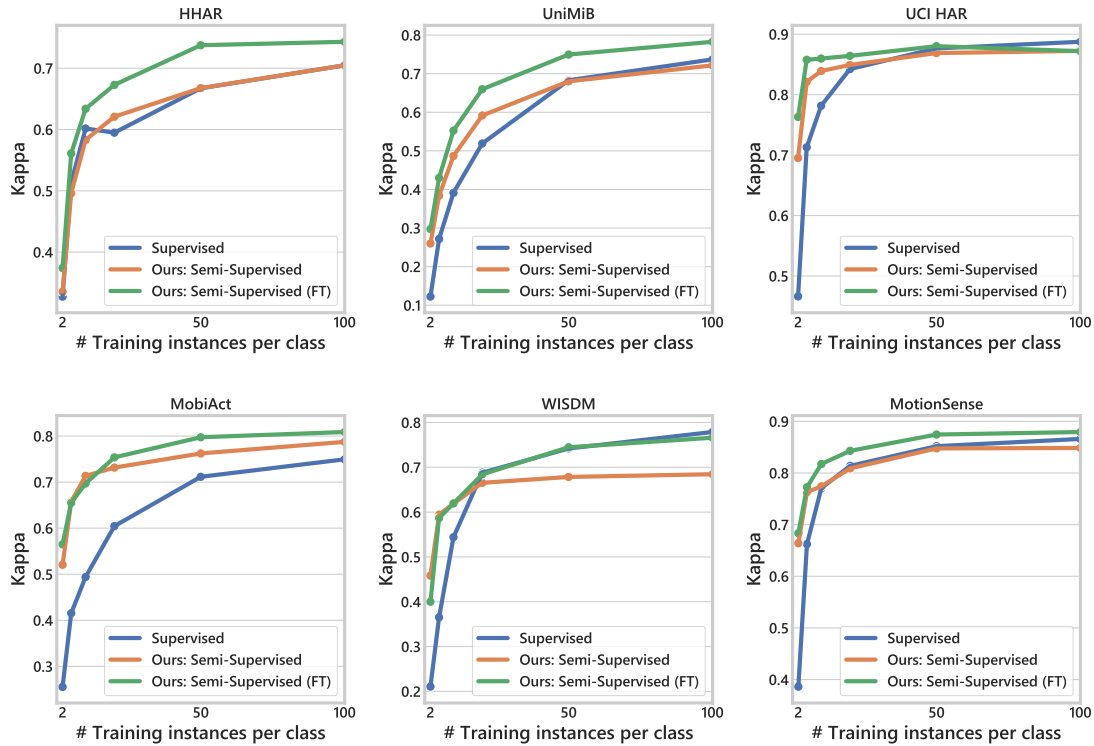 HHAR
Kappa
0.7
0.6
0.5
0.4
Supervised
Ours: Semi-Supervised
Ours: Semi-Supervised (FT)
2 50 100
# Training instances per class
UniMiB
Kappa
0.8
0.7
0.6
0.5
0.4
0.3
0.2
0.1
Supervised
Ours: Semi-Supervised
Ours: Semi-Supervised (FT)
2 50 100
# Training instances per class
UCI HAR
Kappa
0.9
0.8
0.7
0.6
0.5
Supervised
Ours: Semi-Supervised
Ours: Semi-Supervised (FT)
2 50 100
# Training instances per class
MobiAct
Kappa
0.8
0.7
0.6
0.5
0.4
0.3
Supervised
Ours: Semi-Supervised
Ours: Semi-Supervised (FT)
2 50 100
# Training instances per class
WISDM
Kappa
0.8
0.7
0.6
0.5
0.4
0.3
0.2
Supervised
Ours: Semi-Supervised
Ours: Semi-Supervised (FT)
2 50 100
# Training instances per class
MotionSense
Kappa
0.9
0.8
0.7
0.6
0.5
0.4
Supervised
Ours: Semi-Supervised
Ours: Semi-Supervised (FT)
2 50 100
# Training instances per class